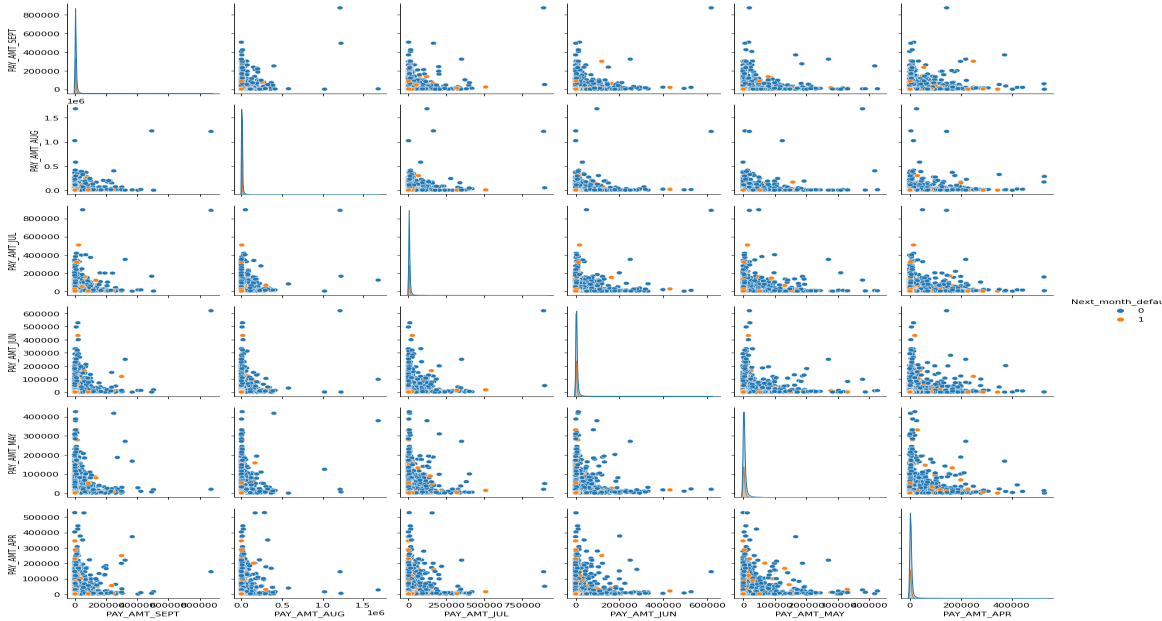 800000
600000
400000
200000
0
PAY_AMT_SEPT
1e6
1.5
1.0
0.5
0.0
PAY_AMT_AUG
800000
600000
400000
200000
0
PAY_AMT_JUL
Next_month_defau
0
1
600000
500000
400000
300000
200000
100000
0
PAY_AMT_JUN
400000
300000
200000
100000
0
PAY_AMT_MAY
500000
400000
300000
200000
100000
0
PAY_AMT_APR
0 200000 400000 600000 800000
PAY_AMT_SEPT
0.0 0.5 1.0 1.5
PAY_AMT_AUG 1e6
0 250000 500000 750000
PAY_AMT_JUL
0 200000 400000 600000
PAY_AMT_JUN
0 100000 200000 300000 400000
PAY_AMT_MAY
0 200000 400000
PAY_AMT_APR